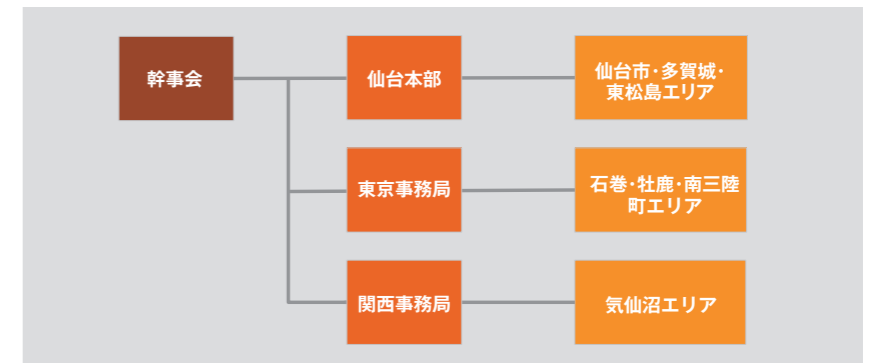 幹事会
仙台本部
仙台市･多賀城･
東松島エリア
東京事務局
石巻･牡鹿･南三陸
町エリア
関西事務局
気仙沼エリア